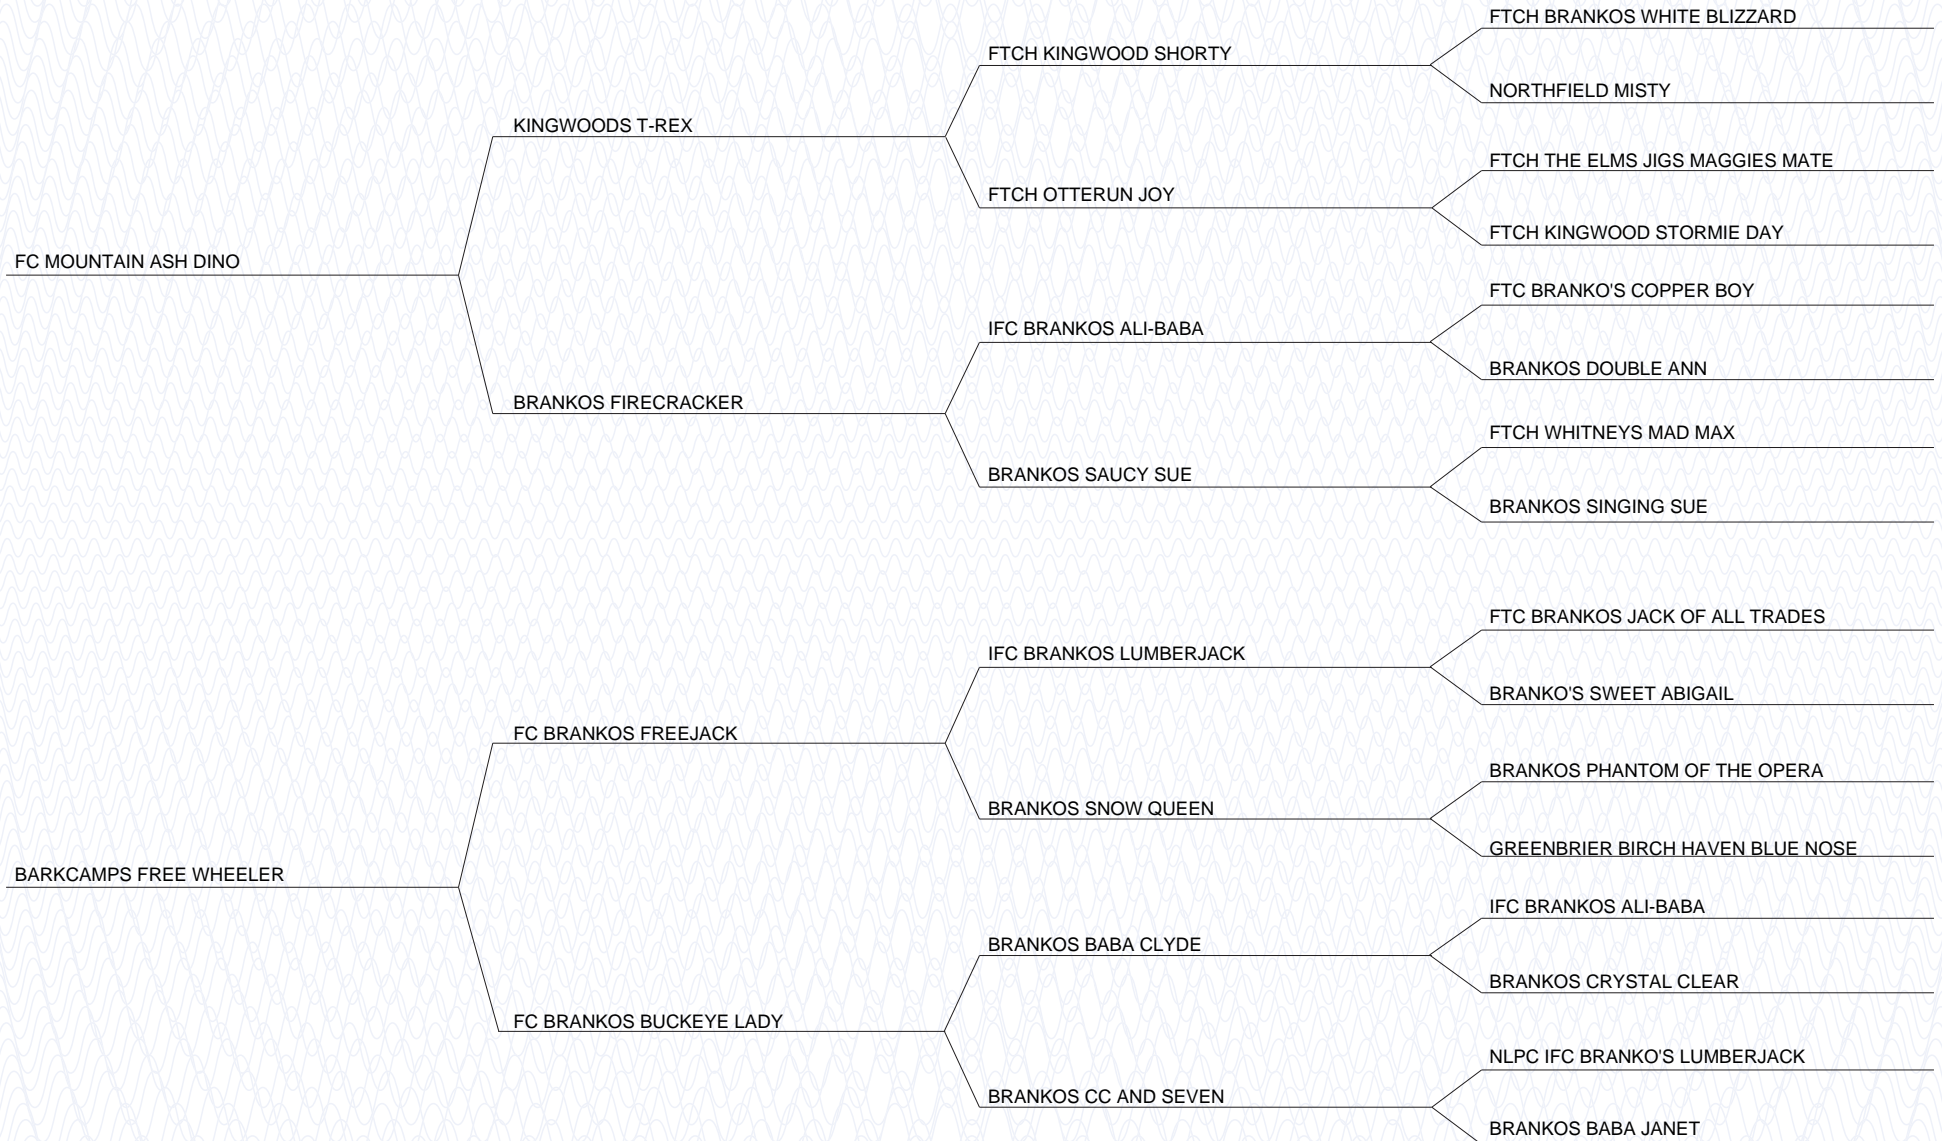 FTCH BRANKOS WHITE BLIZZARD
FTCH KINGWOOD SHORTY
NORTHFIELD MISTY
KINGWOODS T-REX
FTCH THE ELMS JIGS MAGGIES MATE
FTCH OTTERUN JOY
FTCH KINGWOOD STORMIE DAY
FC MOUNTAIN ASH DINO
FTC BRANKO'S COPPER BOY
IFC BRANKOS ALI-BABA
BRANKOS DOUBLE ANN
BRANKOS FIRECRACKER
FTCH WHITNEYS MAD MAX
BRANKOS SAUCY SUE
BRANKOS SINGING SUE
FTC BRANKOS JACK OF ALL TRADES
IFC BRANKOS LUMBERJACK
BRANKO'S SWEET ABIGAIL
FC BRANKOS FREEJACK
BRANKOS PHANTOM OF THE OPERA
BRANKOS SNOW QUEEN
GREENBRIER BIRCH HAVEN BLUE NOSE
BARKCAMPS FREE WHEELER
IFC BRANKOS ALI-BABA
BRANKOS BABA CLYDE
BRANKOS CRYSTAL CLEAR
FC BRANKOS BUCKEYE LADY
NLPC IFC BRANKO'S LUMBERJACK
BRANKOS CC AND SEVEN
BRANKOS BABA JANET